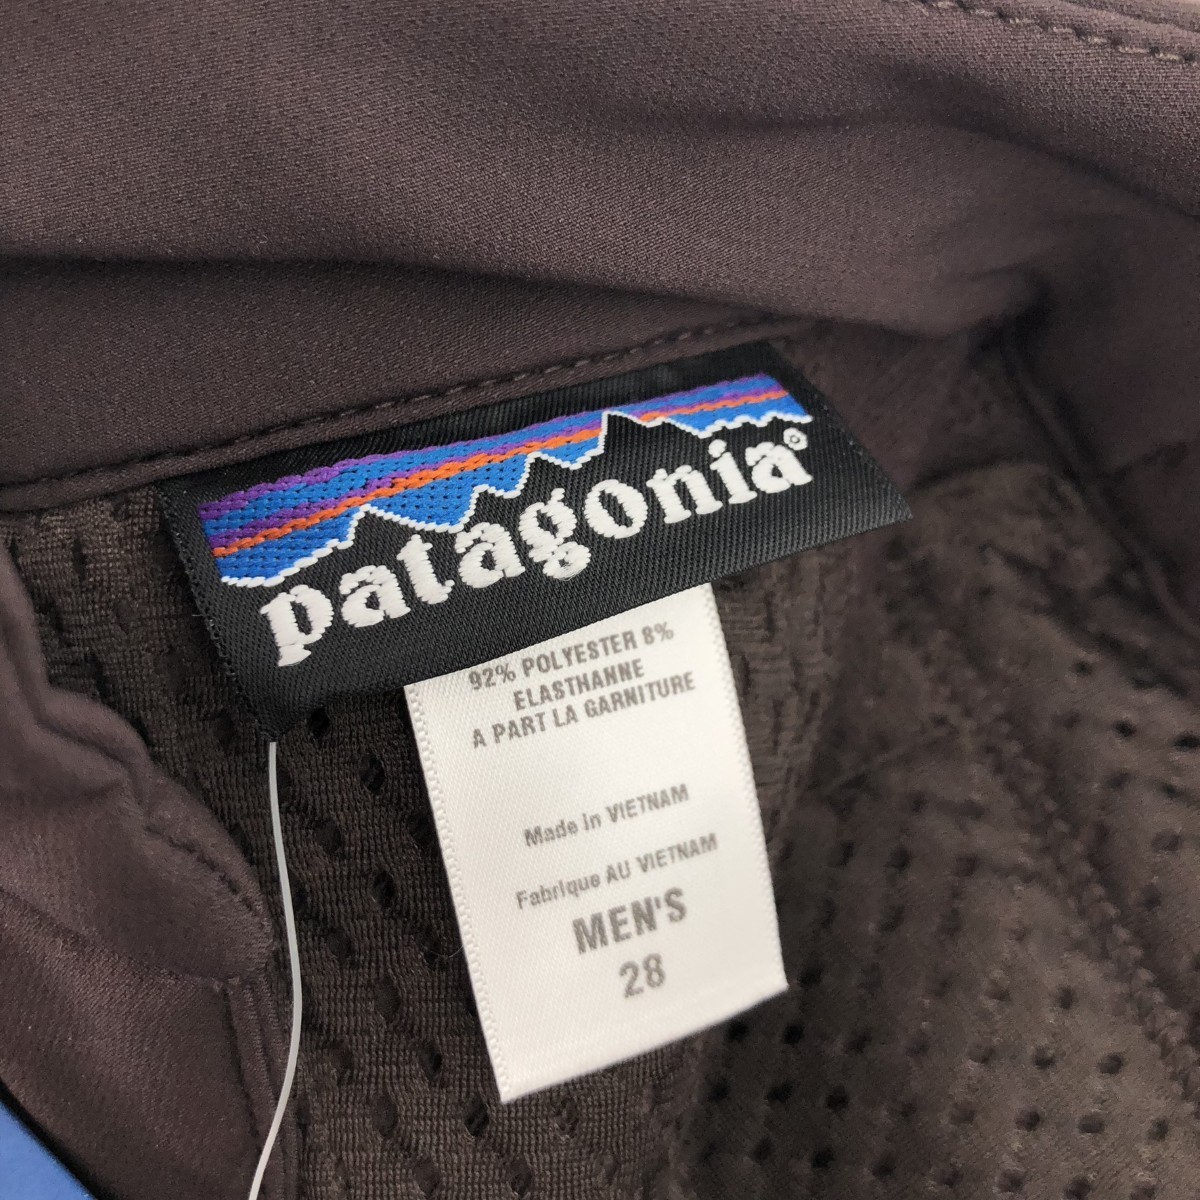 patagonia®
92% POLYESTER 8%
ELASTHANNE
A PART LA GARNITURE
Made in VIETNAM
Fabrique AU VIETNAM
MEN'S
28